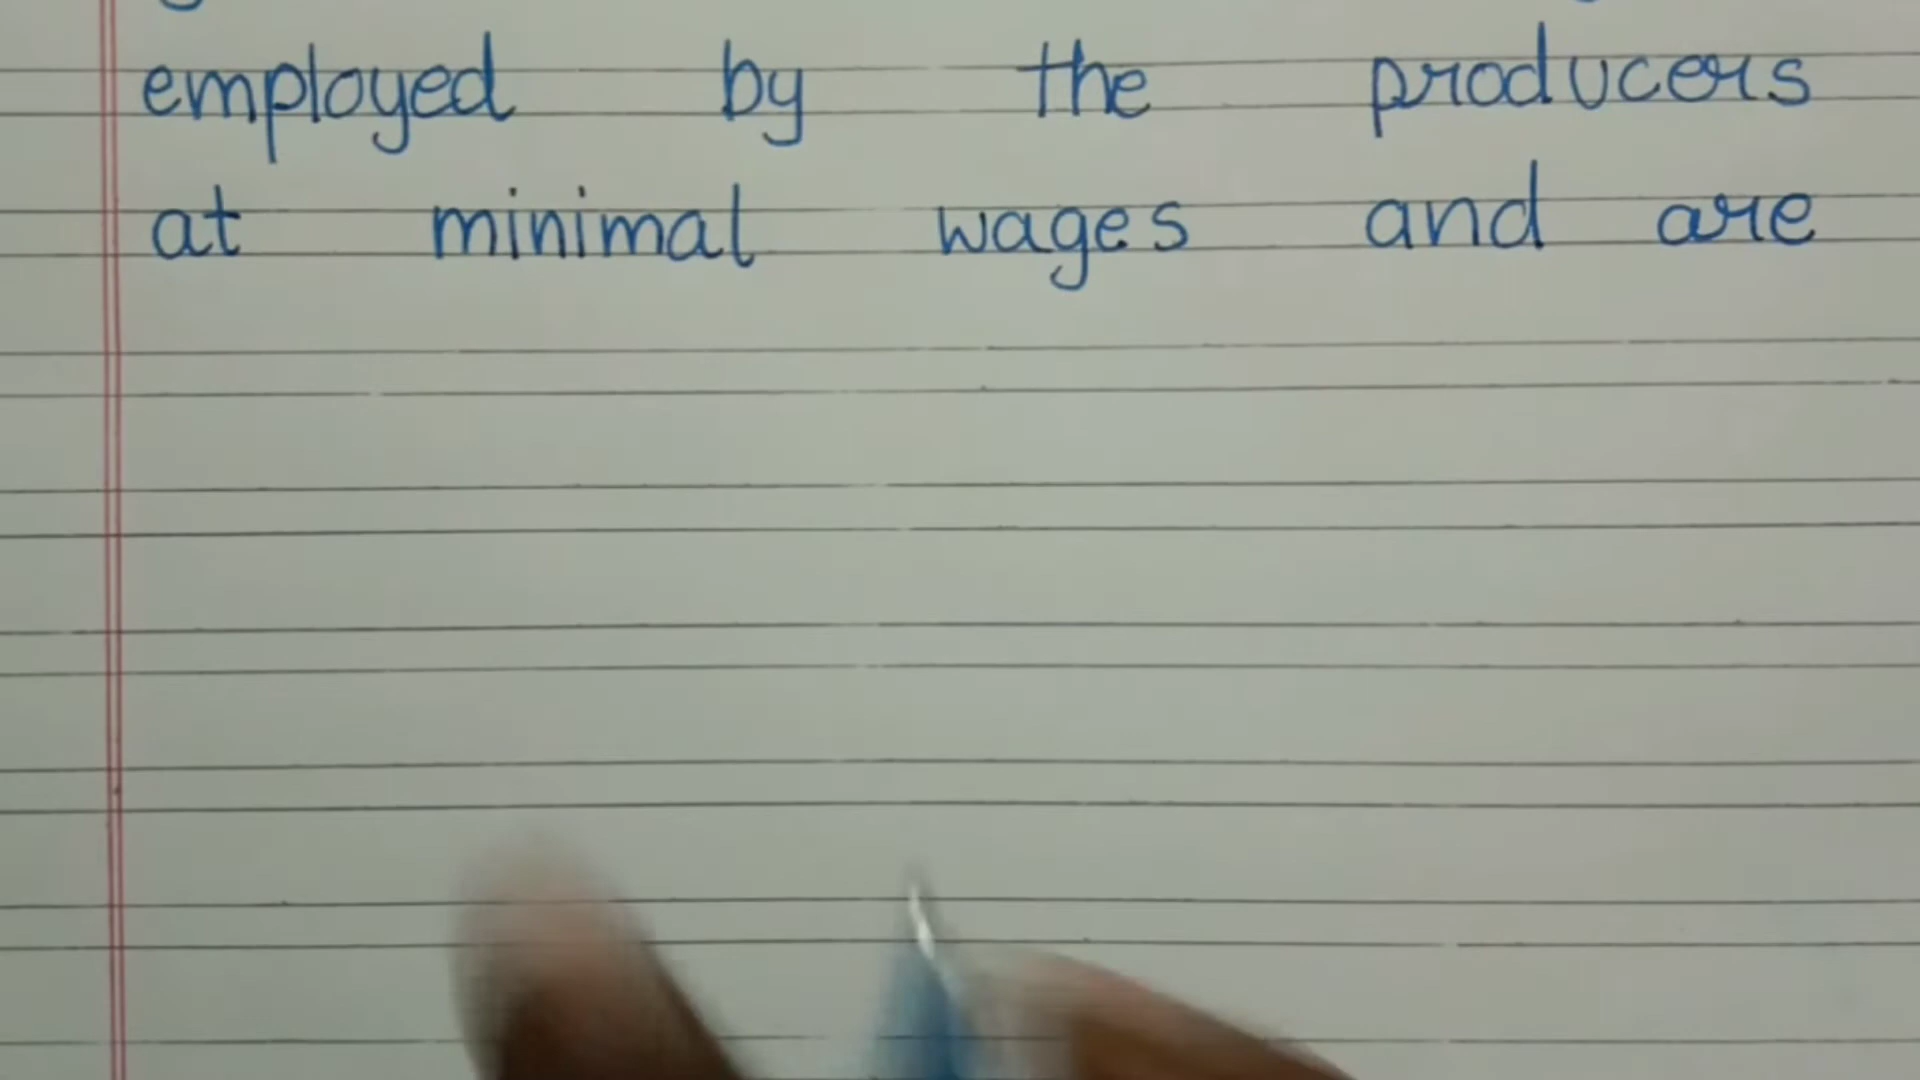 employed by the producers
at minimal wages and are